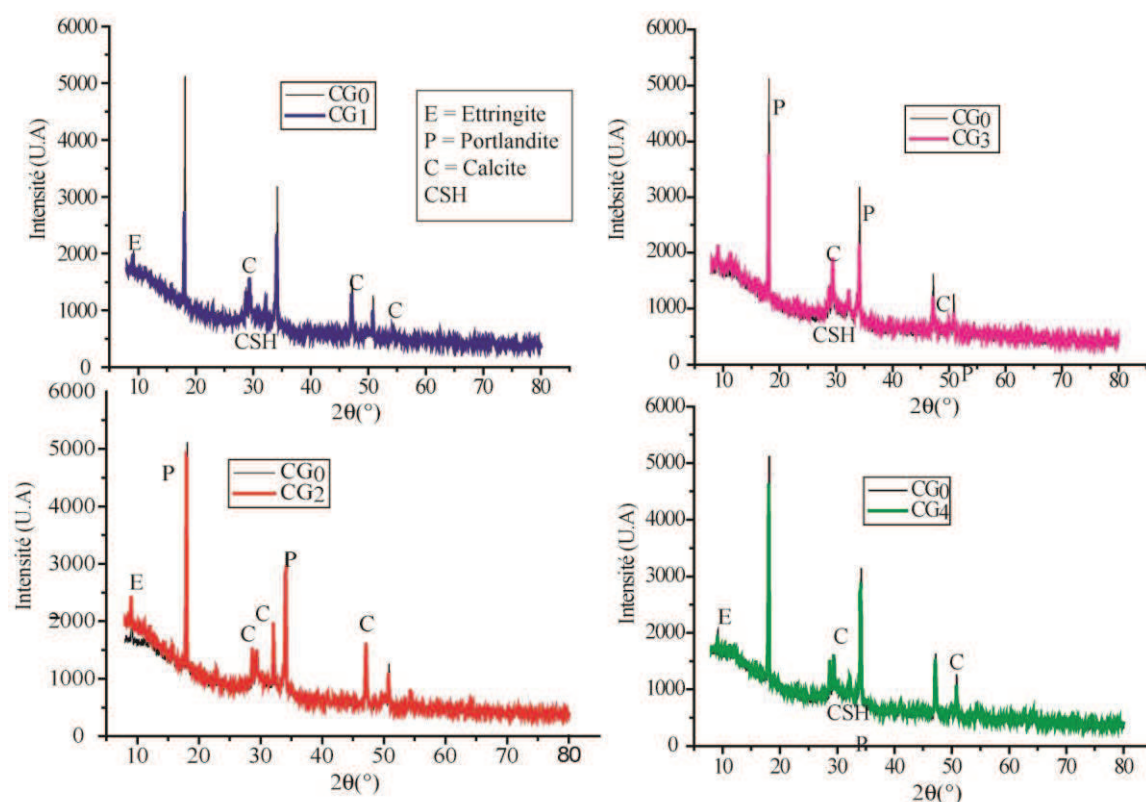 6000
5000
4000
3000
2000
1000
0
Intensité (U.A)
CG0
CG1
E = Ettringite
P = Portlandite
C = Calcite
CSH
E
C
CSH
C
C
10 20 30 40 50 60 70 80
2θ(°)
6000
5000
4000
3000
2000
1000
0
Intebsité (U.A)
CG0
CG3
P
P
C
C
CSH
P
10 20 30 40 50 60 70 80
2θ(°)
6000
5000
4000
3000
2000
1000
0
Intensité (U.A)
CG0
CG2
P
P
E
C
C
C
10 20 30 40 50 60 70 80
2θ(°)
6000
5000
4000
3000
2000
1000
0
Intensité (U.A)
CG0
CG4
E
C
C
CSH
P
10 20 30 40 50 60 70 80
2θ(°)